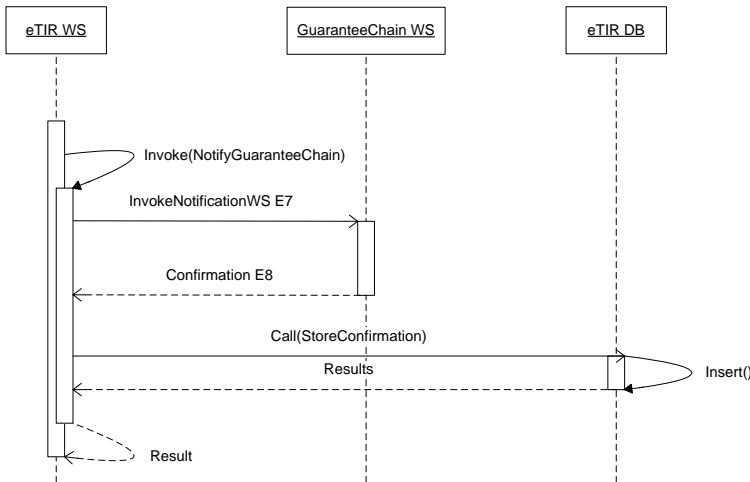 eTIR WS
GuaranteeChain WS
eTIR DB
Invoke(NotifyGuaranteeChain)
InvokeNotificationWS E7
Confirmation E8
Call(StoreConfirmation)
Results
Insert()
Result